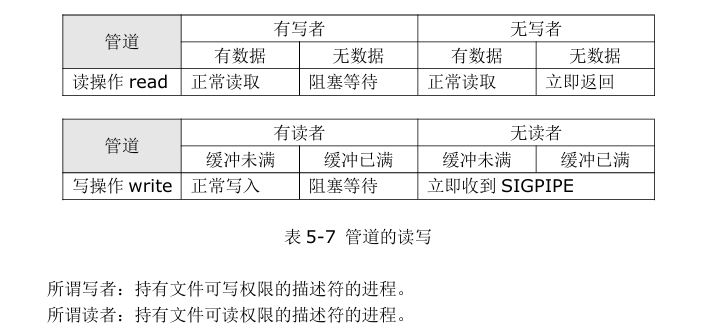 管道 有写者 无写者
有数据 无数据 有数据 无数据
读操作 read 正常读取 阻塞等待 正常读取 立即返回
管道 有读者 无读者
缓冲未满 缓冲已满 缓冲未满 缓冲已满
写操作 write 正常写入 阻塞等待 立即收到 SIGPIPE
表 5-7 管道的读写
所谓写者：持有文件可写权限的描述符的进程。
所谓读者：持有文件可读权限的描述符的进程。